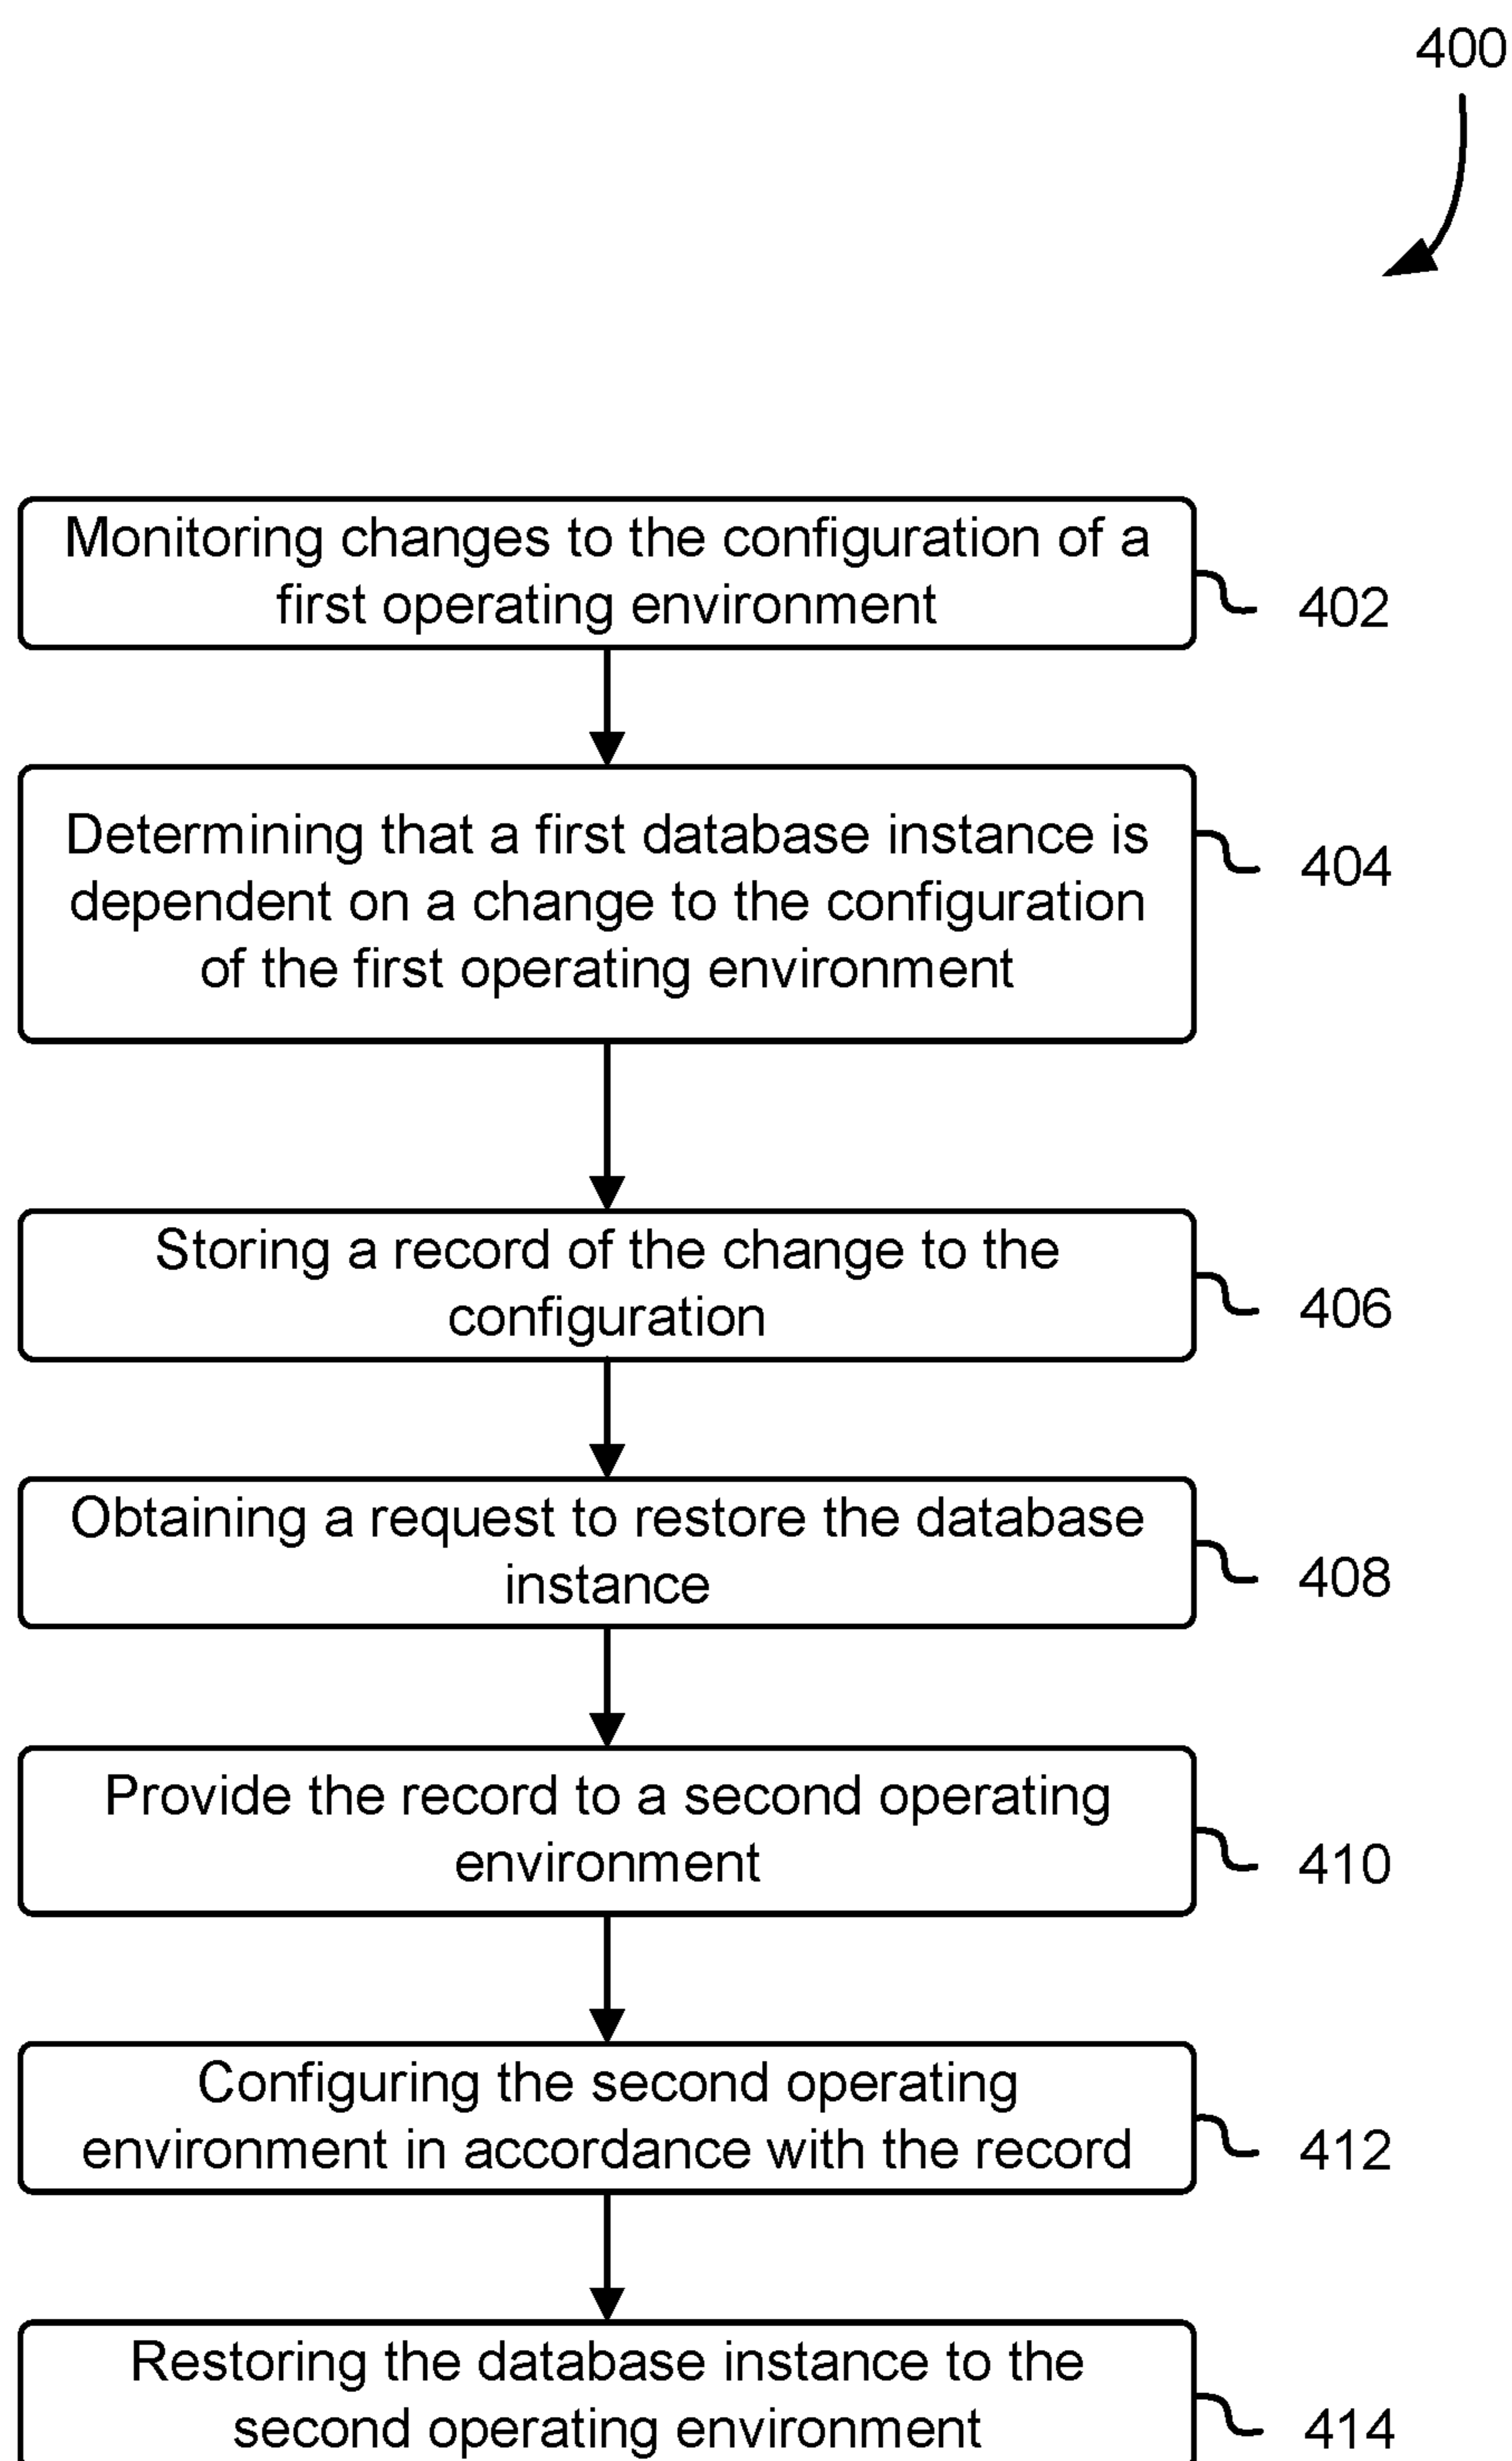 400
Monitoring changes to the configuration of a
first operating environment
402
Determining that a first database instance is
dependent on a change to the configuration
of the first operating environment
404
Storing a record of the change to the
configuration
406
Obtaining a request to restore the database
instance
408
Provide the record to a second operating
environment
410
Configuring the second operating
environment in accordance with the record
412
Restoring the database instance to the
second operating environment
414